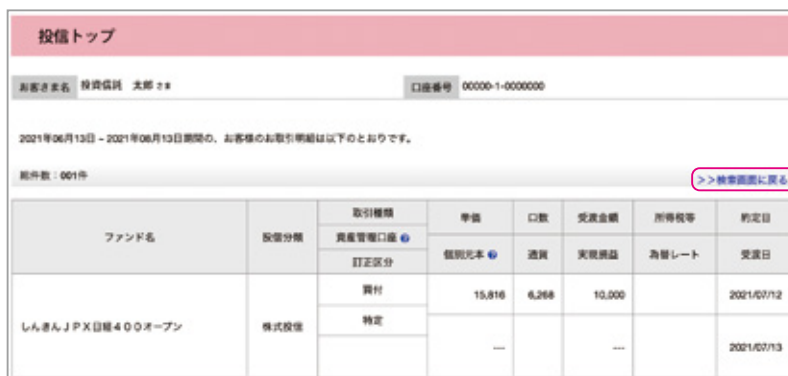 投信トップ
お客さま名 投資信託 太郎 さま 口座番号 00000-1-0000000
2021年06月13日~2021年08月13日期間の、お客様のお取引明細は以下のとおりです。
総件数:001件
>>検索画面に戻る
ファンド名 投信分類 取引種類 単価 口数 受渡金額 所得税等 約定日
資産管理口座
訂正区分 個別元本 通貨 実現損益 為替レート 受渡日
しんきんJPX日経400オープン 株式投信 買付 15,816 6,268 10,000 2021/07/12
特定
--- --- 2021/07/13